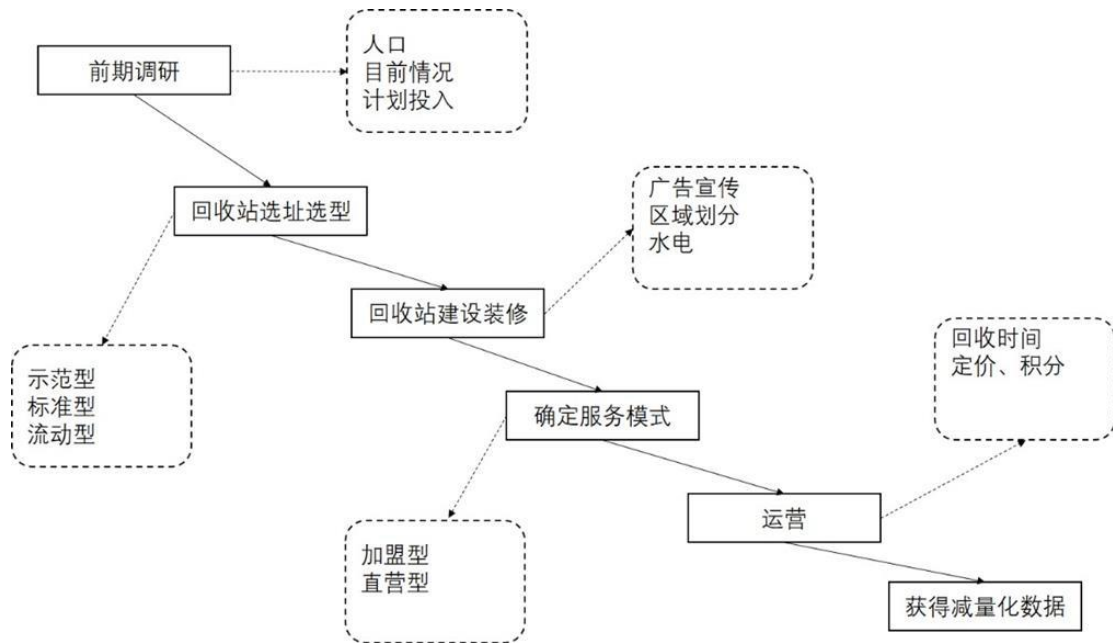 前期调研
人口
目前情况
计划投入
回收站选址选型
广告宣传
区域划分
水电
回收站建设装修
示范型
标准型
流动型
回收时间
定价、积分
确定服务模式
运营
加盟型
直营型
获得减量化数据